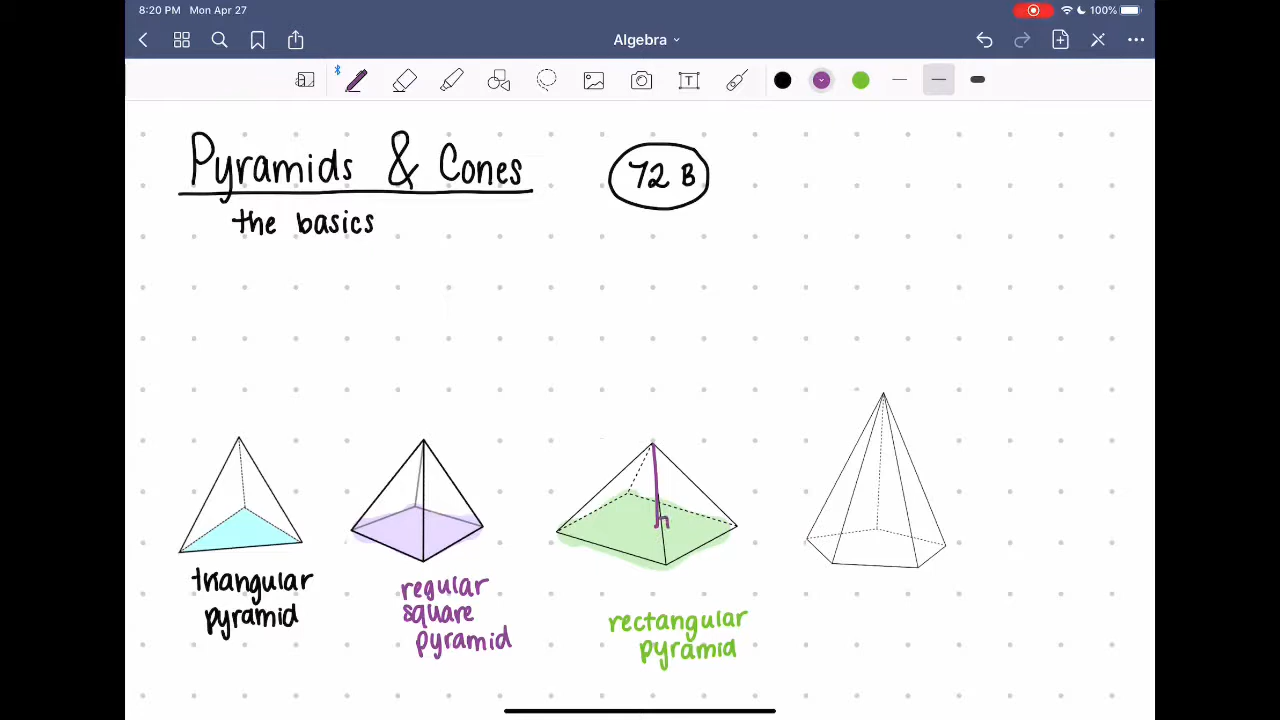 8:20 PM Mon Apr 27
100%
Algebra
T
Pyramids & Cones
72 B
the basics
triangular
pyramid
regular
square
pyramid
rectangular
pyramid